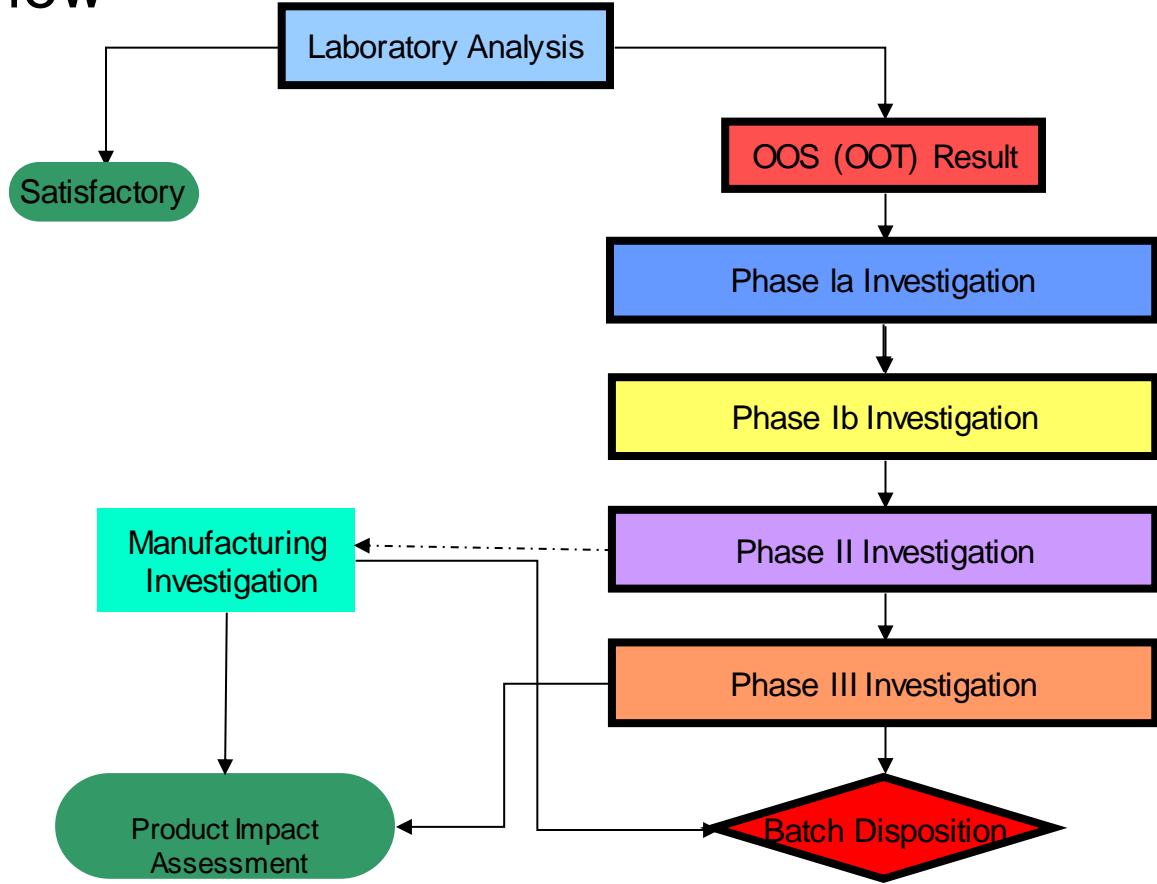 Laboratory Analysis
OOS (OOT) Result
Satisfactory
Phase Ia Investigation
Phase Ib Investigation
Manufacturing
Investigation
Phase II Investigation
Phase III Investigation
Product Impact
Assessment
Batch Disposition